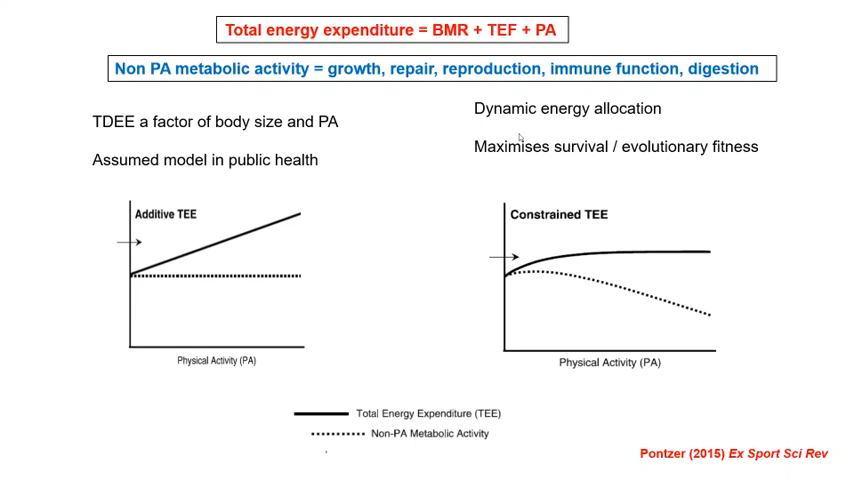 Total energy expenditure = BMR + TEF + PA
Non PA metabolic activity = growth, repair, reproduction, immune function, digestion
TDEE a factor of body size and PA
Assumed model in public health
Dynamic energy allocation
Maximises survival / evolutionary fitness
Additive TEE
Physical Activity (PA)
Constrained TEE
Physical Activity (PA)
Total Energy Expenditure (TEE)
Non-PA Metabolic Activity
Pontzer (2015) Ex Sport Sci Rev